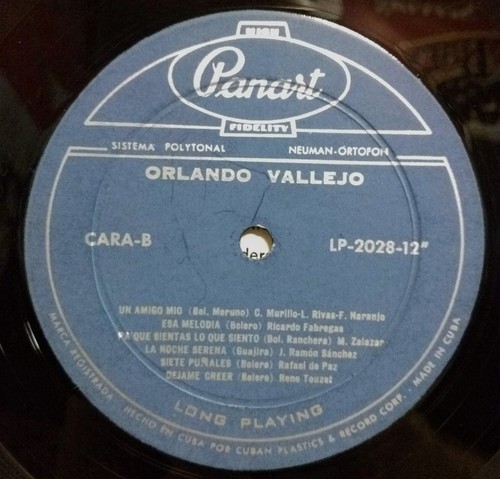 HIGH
Panart
FIDELITY
SISTEMA POLYTONAL NEUMAN-ORTOFON
ORLANDO VALLEJO
CARA-B LP-2028-12"
UN AMIGO MIO (Bol. Moruno) C. Murillo-L. Rivas-F. Naranjo
ESA MELODIA (Bolero) Ricardo Fabregas
QUE SIENTAS LO QUE SIENTO (Bol. Ranchera) M. Zalazar
LA NOCHE SERENA (Guajira) J. Ramón Sánchez
SIETE PUÑALES (Bolero) Rafael de Paz
DEJAME CREER (Bolero) Rene Touzet
LONG PLAYING
MARCA REGISTRADA · HECHO EN CUBA POR CUBAN PLASTICS & RECORD CORP. · MADE IN CUBA